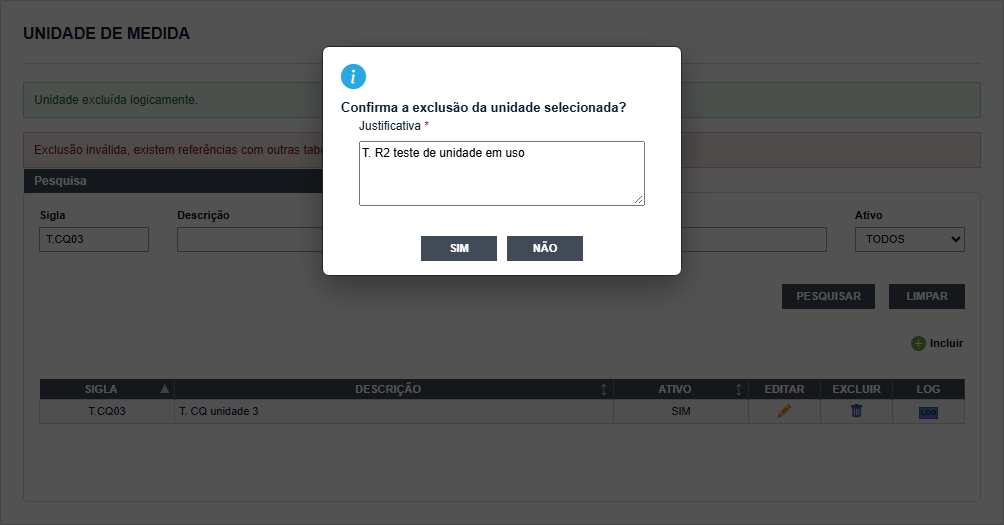 UNIDADE DE MEDIDA
Unidade excluída logicamente.
Exclusão inválida, existem referências com outras
Pesquisa
Sigla
Descrição
Ativo
T.CQ03
TODOS
Confirma a exclusão da unidade selecionada?
Justificativa *
T. R2 teste de unidade em uso
SIM NÃO
PESQUISAR LIMPAR
Incluir
SIGLA DESCRIÇÃO ATIVO EDITAR EXCLUIR LOG
T.CQ03 T. CQ unidade 3 SIM LOG